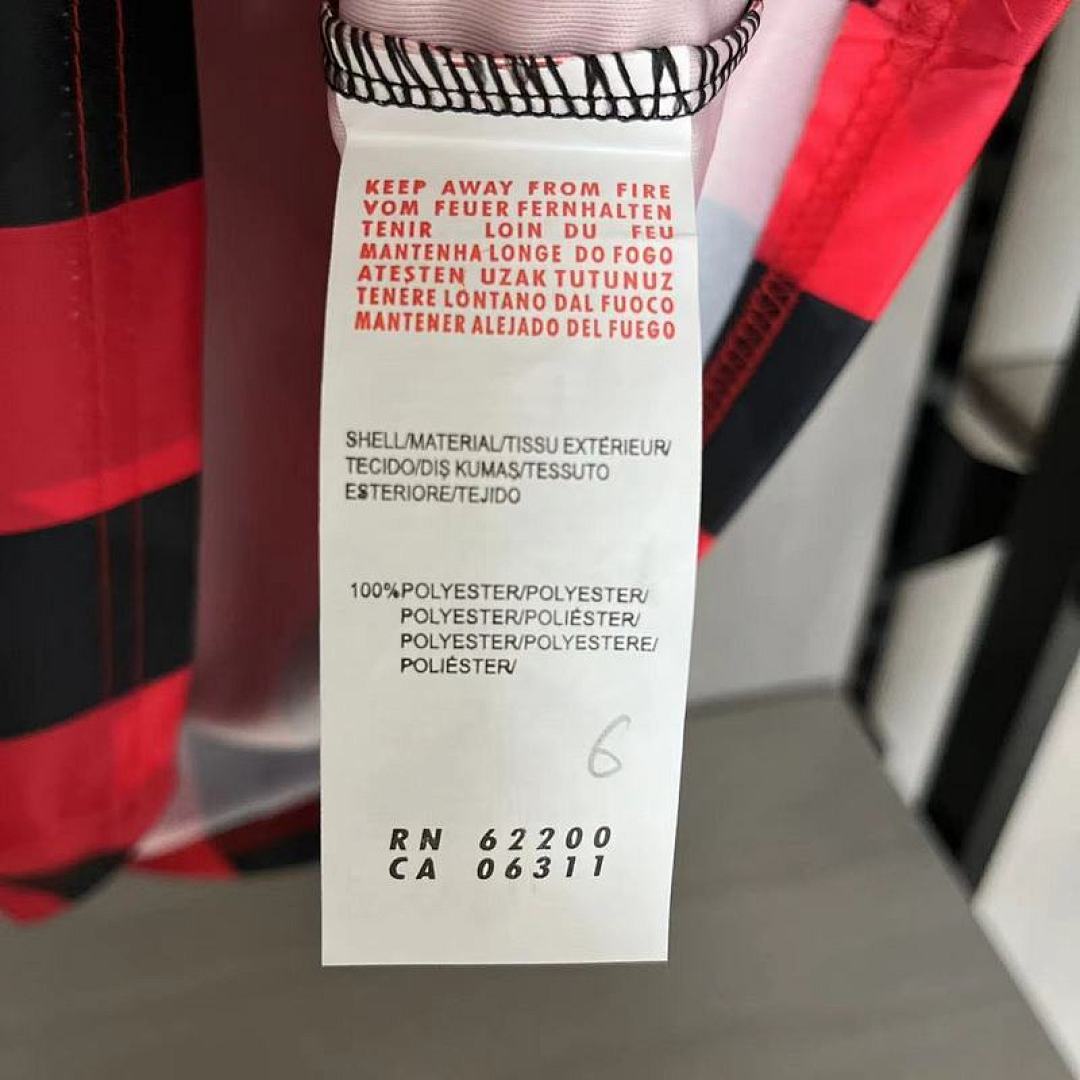 KEEP AWAY FROM FIRE
VOM FEUER FERNHALTEN
TENIR LOIN DU FEU
MANTENHA LONGE DO FOGO
ATEŞTEN UZAK TUTUNUZ
TENERE LONTANO DAL FUOCO
MANTENER ALEJADO DEL FUEGO
SHELL/MATERIAL/TISSU EXTÉRIEUR/
TECIDO/DIŞ KUMAŞ/TESSUTO
ESTERIORE/TEJIDO
100%POLYESTER/POLYESTER/
POLYESTER/POLIÉSTER/
POLYESTER/POLYESTERE/
POLIÉSTER/
6
RN 62200
CA 06311